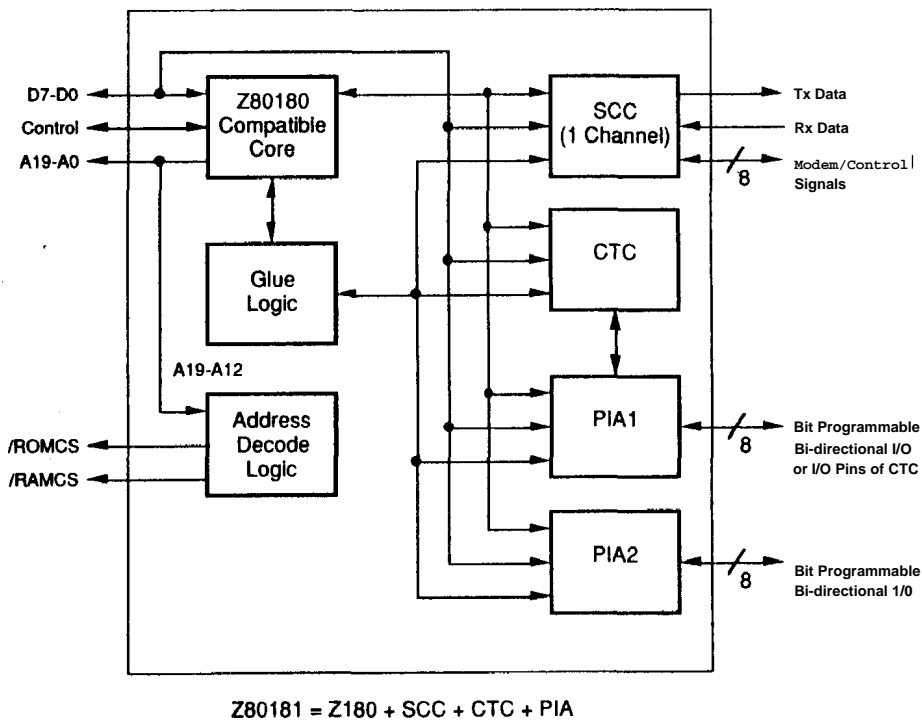 D7-D0
Control
A19-A0
Z80180
Compatible
Core
SCC
(1 Channel)
Tx Data
Rx Data
8
Modem/Control|
Signals
Glue
Logic
CTC
A19-A12
Address
Decode
Logic
/ROMCS
/RAMCS
PIA1
8
Bit Programmable
Bi-directional I/O
or I/O Pins of CTC
PIA2
8
Bit Programmable
Bi-directional 1/0
Z80181 = Z180 + SCC + CTC + PIA